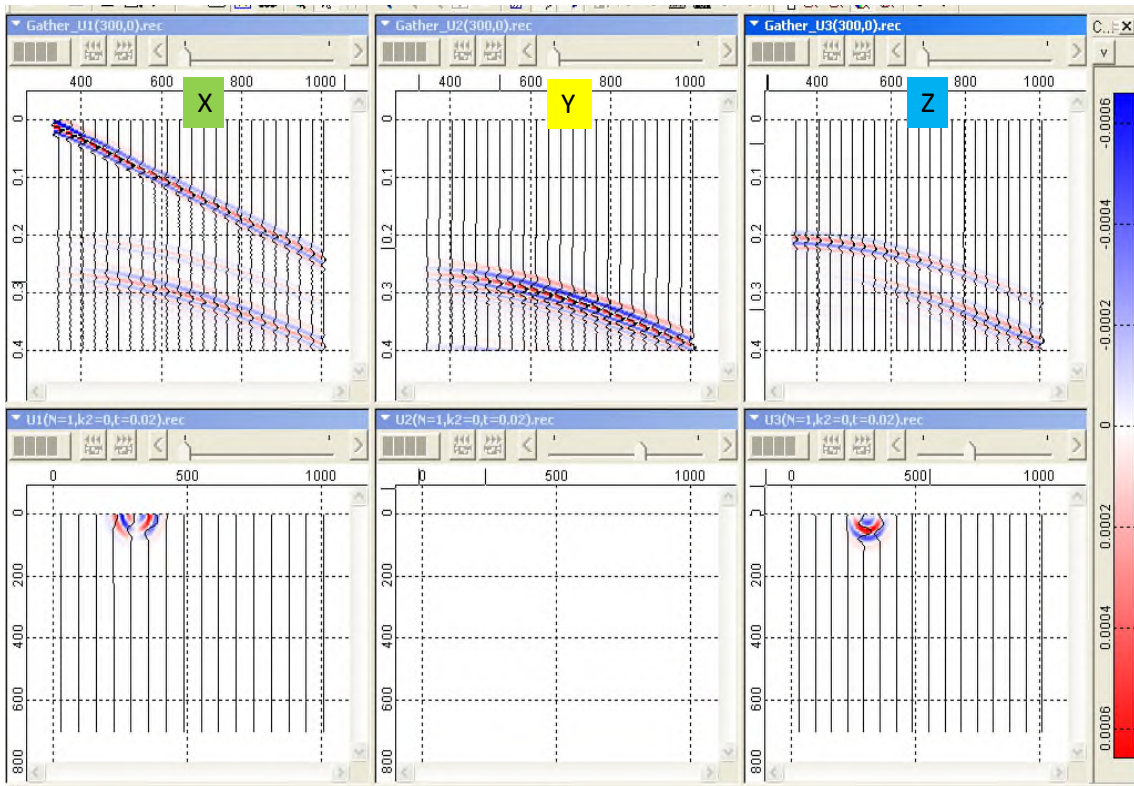 Gather_U1(300,0).rec
400 600 800 1000
X
0
0.1
0.2
0.3
0.4
Gather_U2(300,0).rec
400 600 800 1000
Y
0
0.1
0.2
0.3
0.4
Gather_U3(300,0).rec
400 600 800 1000
Z
0
0.1
0.2
0.3
0.4
U1(N=1,k2=0,t=0.02).rec
0 500 1000
0
200
400
600
800
U2(N=1,k2=0,t=0.02).rec
0 500 1000
0
200
400
600
800
U3(N=1,k2=0,t=0.02).rec
0 500 1000
0
200
400
600
800
C..
v
-0.0006
-0.0004
-0.0002
0
0.0002
0.0004
0.0006